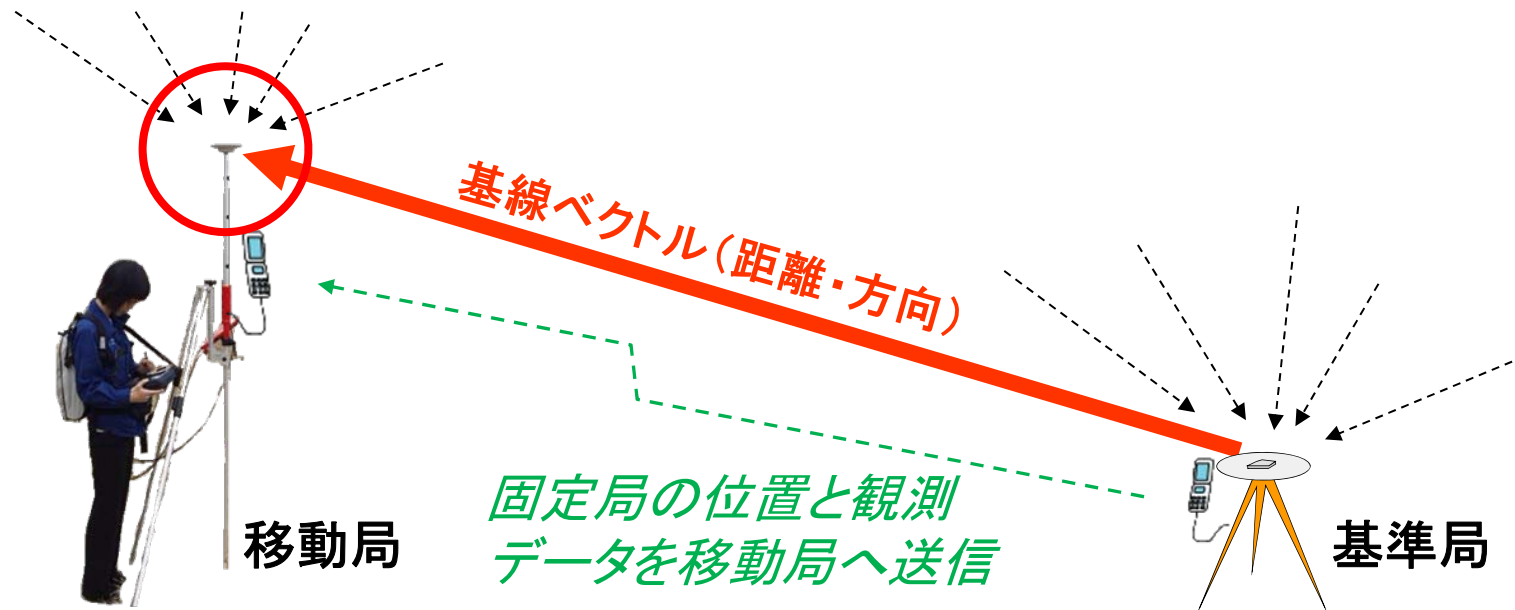 基線ベクトル（距離・方向）
固定局の位置と観測
データを移動局へ送信
移動局
基準局